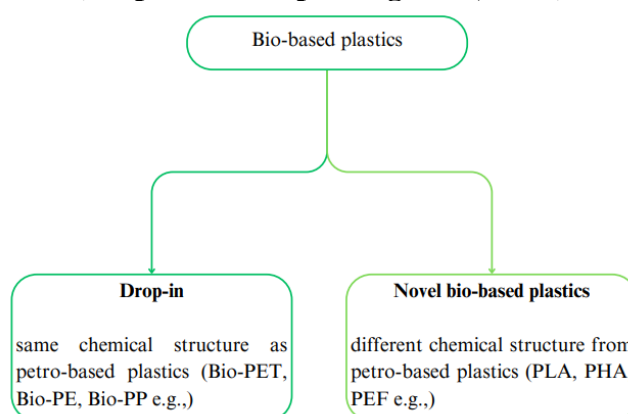 Bio-based plastics
Drop-in
same chemical structure as
petro-based plastics (Bio-PET,
Bio-PE, Bio-PP e.g.,)
Novel bio-based plastics
different chemical structure from
petro-based plastics (PLA, PHA
PEF e.g.,)